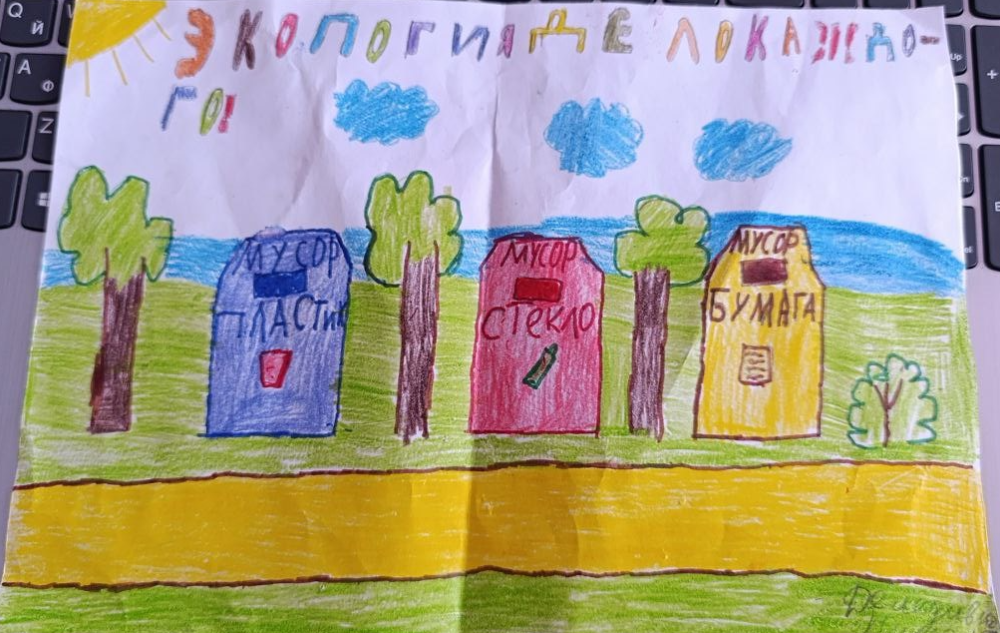 ЭКОЛОГИЯ ДЕЛО КАЖДО-
ГО!
МУСОР
ПЛАСТИК
МУСОР
СТЕКЛО
МУСОР
БУМАГА